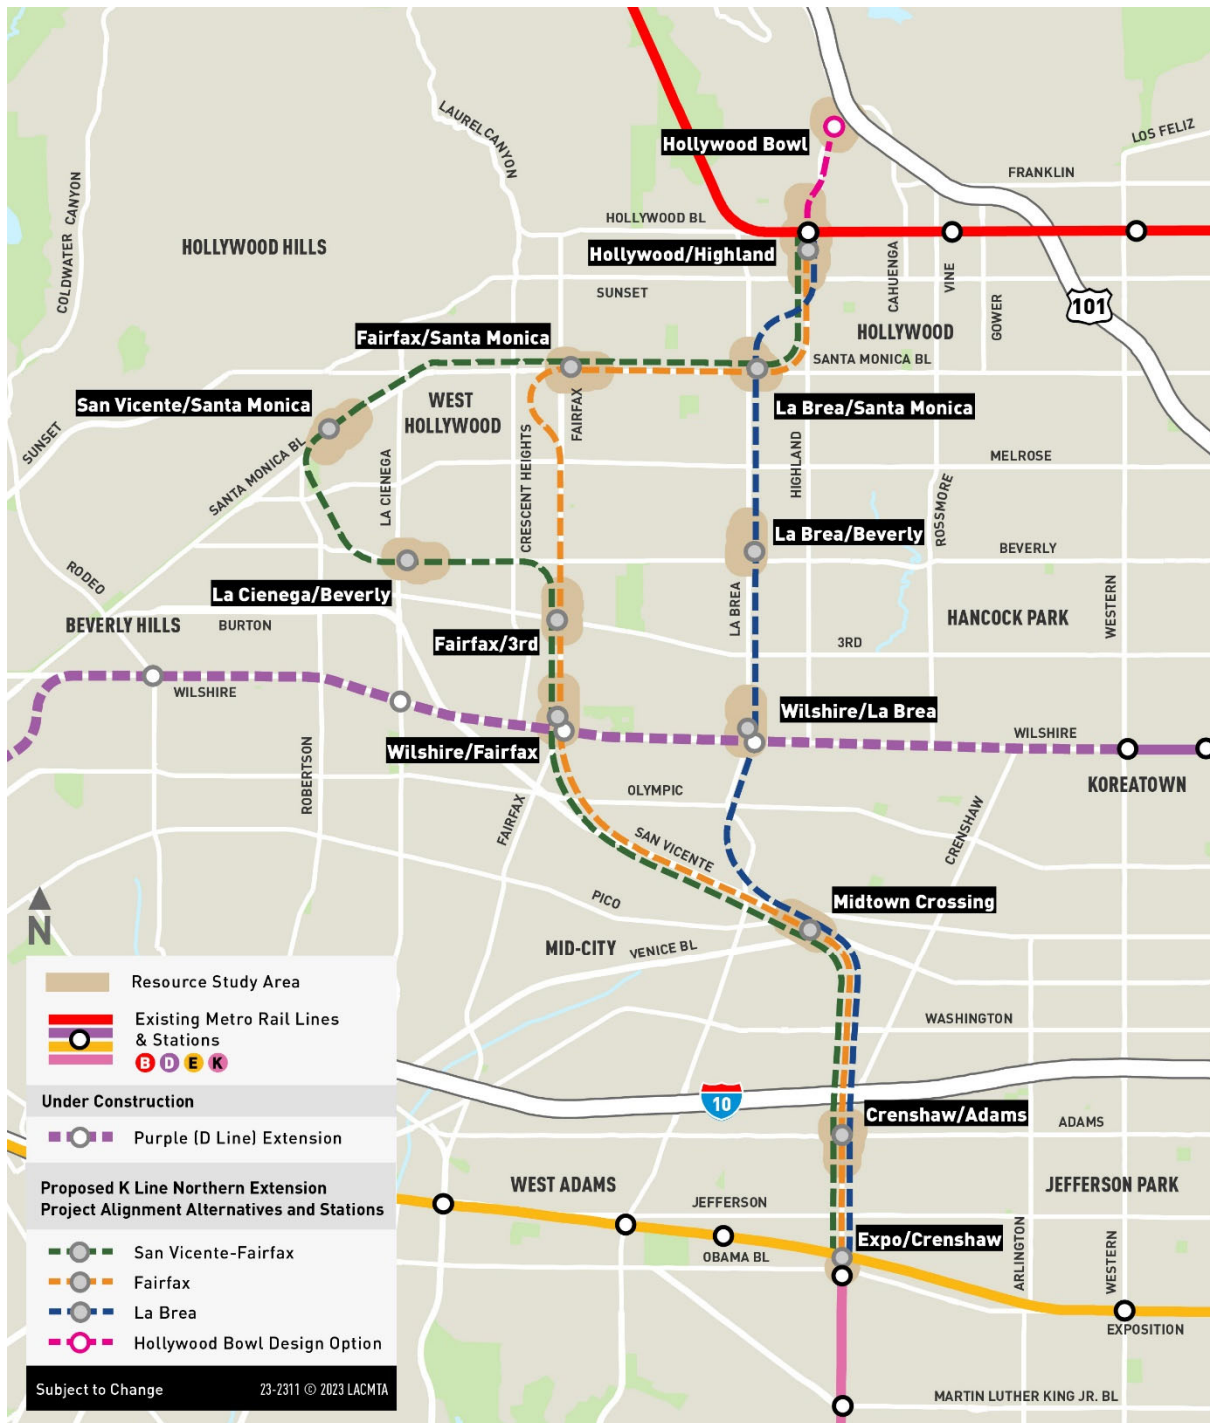 LAUREL CANYON
COLDWATER CANYON
HOLLYWOOD HILLS
Hollywood Bowl
LOS FELIZ
FRANKLIN
HOLLYWOOD BL
Hollywood/Highland
SUNSET
CAHUENGA
VINE
GOWER
101
HOLLYWOOD
Fairfax/Santa Monica
SANTA MONICA BL
San Vicente/Santa Monica
WEST
HOLLYWOOD
La Brea/Santa Monica
SUNSET
SANTA MONICA BL
LA CIENEGA
CRESCENT HEIGHTS
FAIRFAX
HIGHLAND
MELROSE
ROSSMORE
La Brea/Beverly
BEVERLY
RODEO
La Cienega/Beverly
LA BREA
WESTERN
BEVERLY HILLS
BURTON
HANCOCK PARK
Fairfax/3rd
3RD
WILSHIRE
Wilshire/La Brea
WILSHIRE
Wilshire/Fairfax
ROBERTSON
KOREATOWN
OLYMPIC
FAIRFAX
SAN VICENTE
CRENSHAW
PICO
Midtown Crossing
N
MID-CITY
VENICE BL
WASHINGTON
10
Crenshaw/Adams
ADAMS
WEST ADAMS
JEFFERSON
JEFFERSON PARK
Expo/Crenshaw
OBAMA BL
ARLINGTON
WESTERN
EXPOSITION
MARTIN LUTHER KING JR. BL
Resource Study Area
Existing Metro Rail Lines
& Stations
B D E K
Under Construction
Purple (D Line) Extension
Proposed K Line Northern Extension
Project Alignment Alternatives and Stations
San Vicente-Fairfax
Fairfax
La Brea
Hollywood Bowl Design Option
Subject to Change 23-2311 © 2023 LACMTA